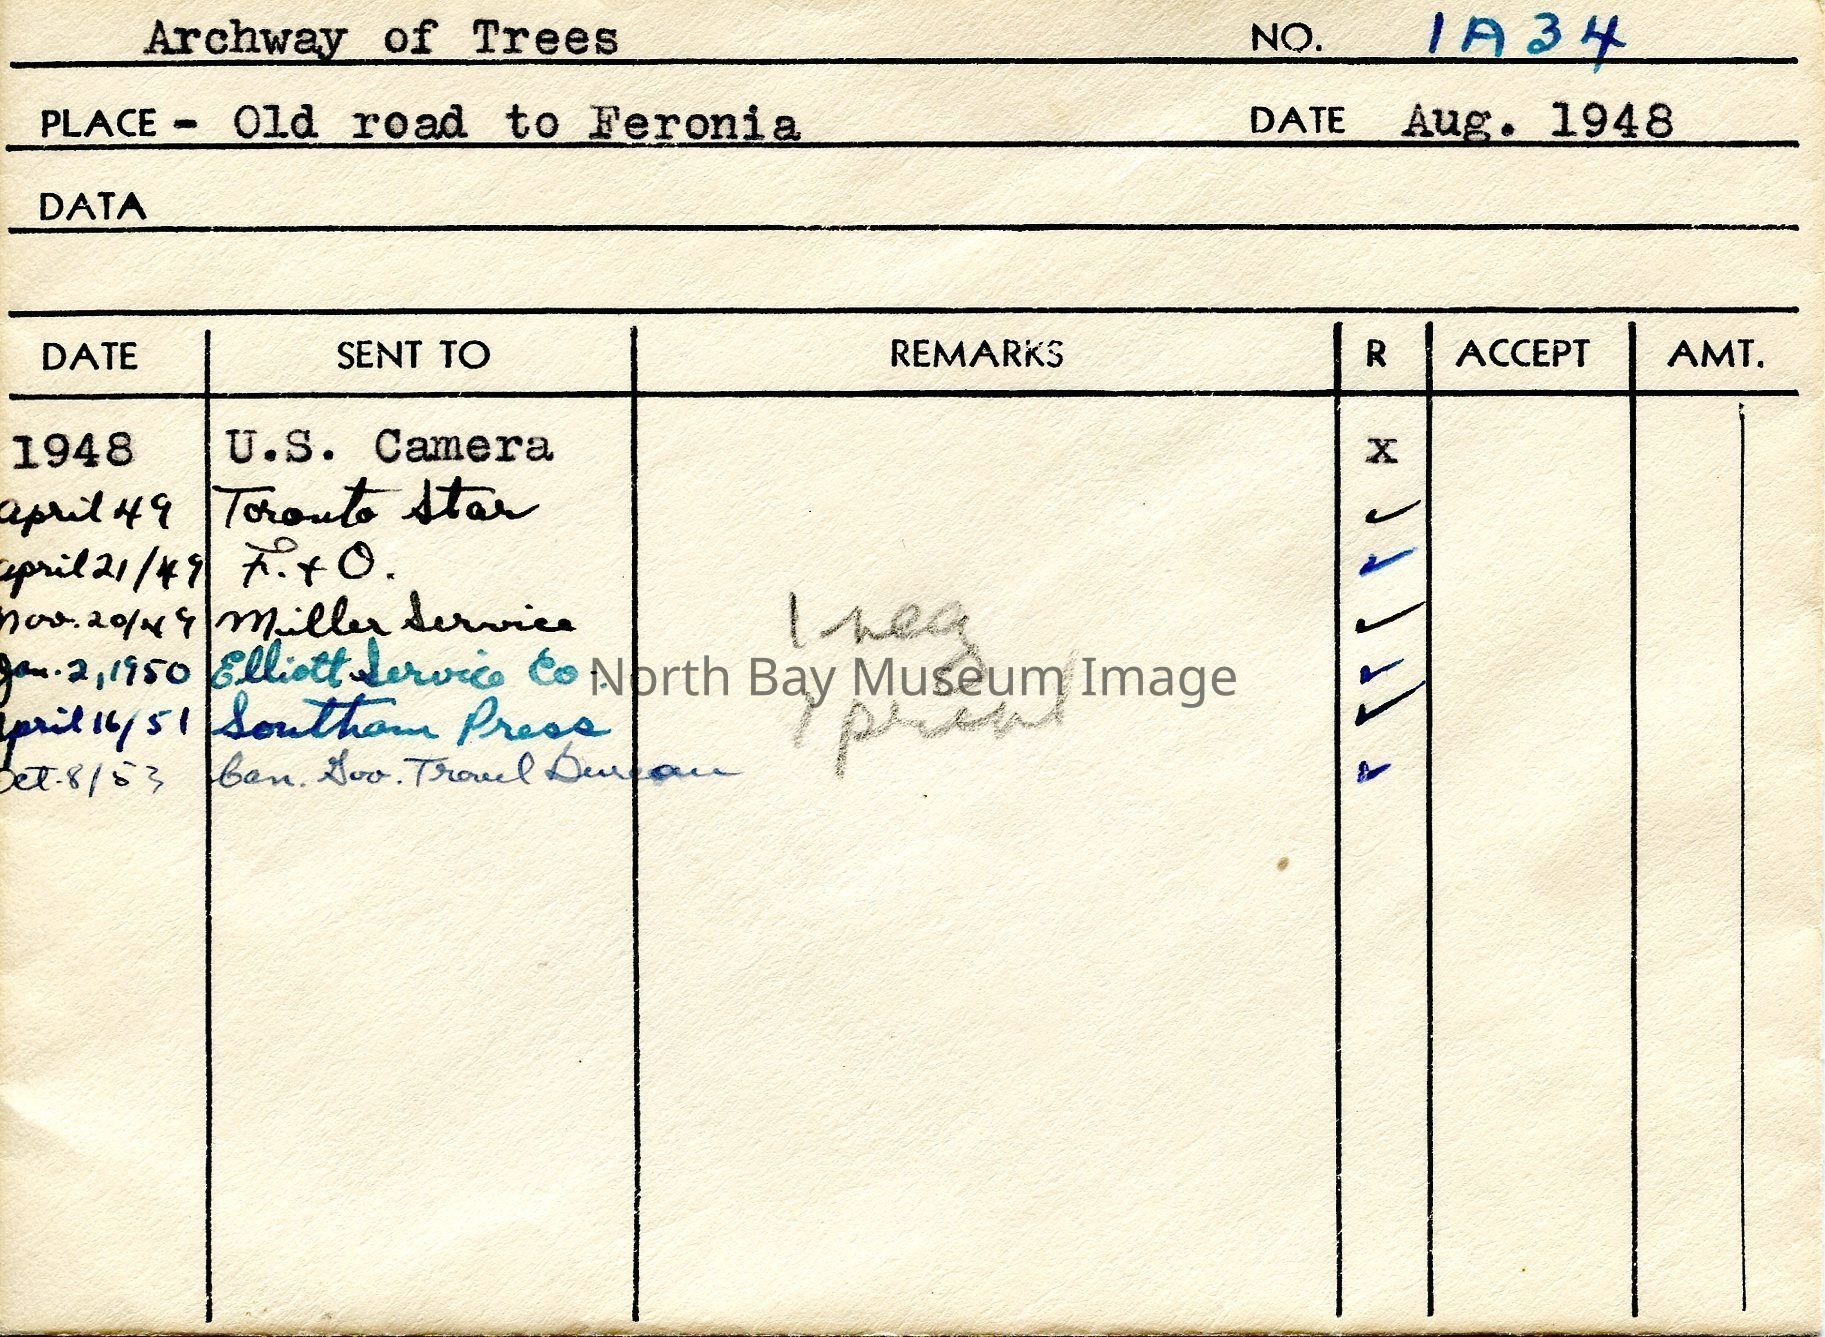 Archway of Trees NO. 1A34
PLACE - Old road to Feronia DATE Aug. 1948
DATA
DATE SENT TO REMARKS R ACCEPT AMT.
1948 U.S. Camera x
April 49 Toronto Star ✓
April 21/49 F. + O. ✓
Nov. 20/49 Miller Service ✓
1 neg
Jan. 2, 1950 Elliott Service Co. ✓
North Bay Museum Image
April 16/51 Southam Press ✓
1
Oct. 8/53 Can. Gov. Travel Bureau ✓